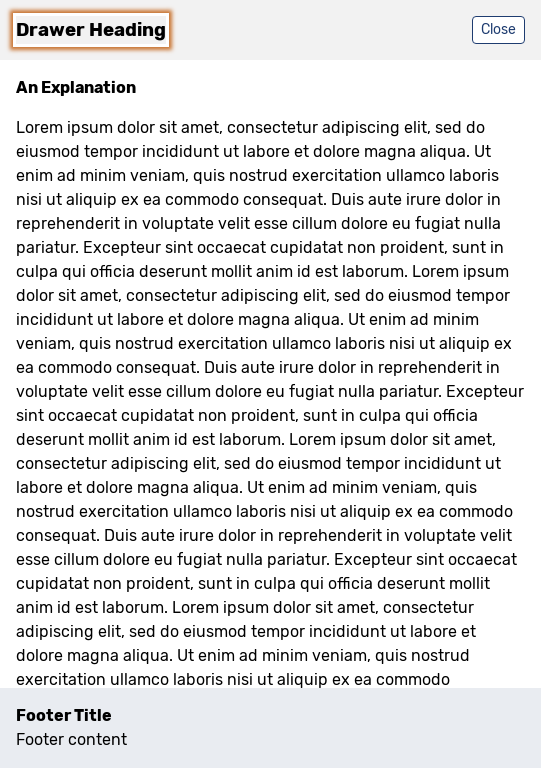 Drawer Heading
Close
An Explanation
Lorem ipsum dolor sit amet, consectetur adipiscing elit, sed do
eiusmod tempor incididunt ut labore et dolore magna aliqua. Ut
enim ad minim veniam, quis nostrud exercitation ullamco laboris
nisi ut aliquip ex ea commodo consequat. Duis aute irure dolor in
reprehenderit in voluptate velit esse cillum dolore eu fugiat nulla
pariatur. Excepteur sint occaecat cupidatat non proident, sunt in
culpa qui officia deserunt mollit anim id est laborum. Lorem ipsum
dolor sit amet, consectetur adipiscing elit, sed do eiusmod tempor
incididunt ut labore et dolore magna aliqua. Ut enim ad minim
veniam, quis nostrud exercitation ullamco laboris nisi ut aliquip ex
ea commodo consequat. Duis aute irure dolor in reprehenderit in
voluptate velit esse cillum dolore eu fugiat nulla pariatur. Excepteur
sint occaecat cupidatat non proident, sunt in culpa qui officia
deserunt mollit anim id est laborum. Lorem ipsum dolor sit amet,
consectetur adipiscing elit, sed do eiusmod tempor incididunt ut
labore et dolore magna aliqua. Ut enim ad minim veniam, quis
nostrud exercitation ullamco laboris nisi ut aliquip ex ea commodo
consequat. Duis aute irure dolor in reprehenderit in voluptate velit
esse cillum dolore eu fugiat nulla pariatur. Excepteur sint occaecat
cupidatat non proident, sunt in culpa qui officia deserunt mollit
anim id est laborum. Lorem ipsum dolor sit amet, consectetur
adipiscing elit, sed do eiusmod tempor incididunt ut labore et
dolore magna aliqua. Ut enim ad minim veniam, quis nostrud
exercitation ullamco laboris nisi ut aliquip ex ea commodo
Footer Title
Footer content